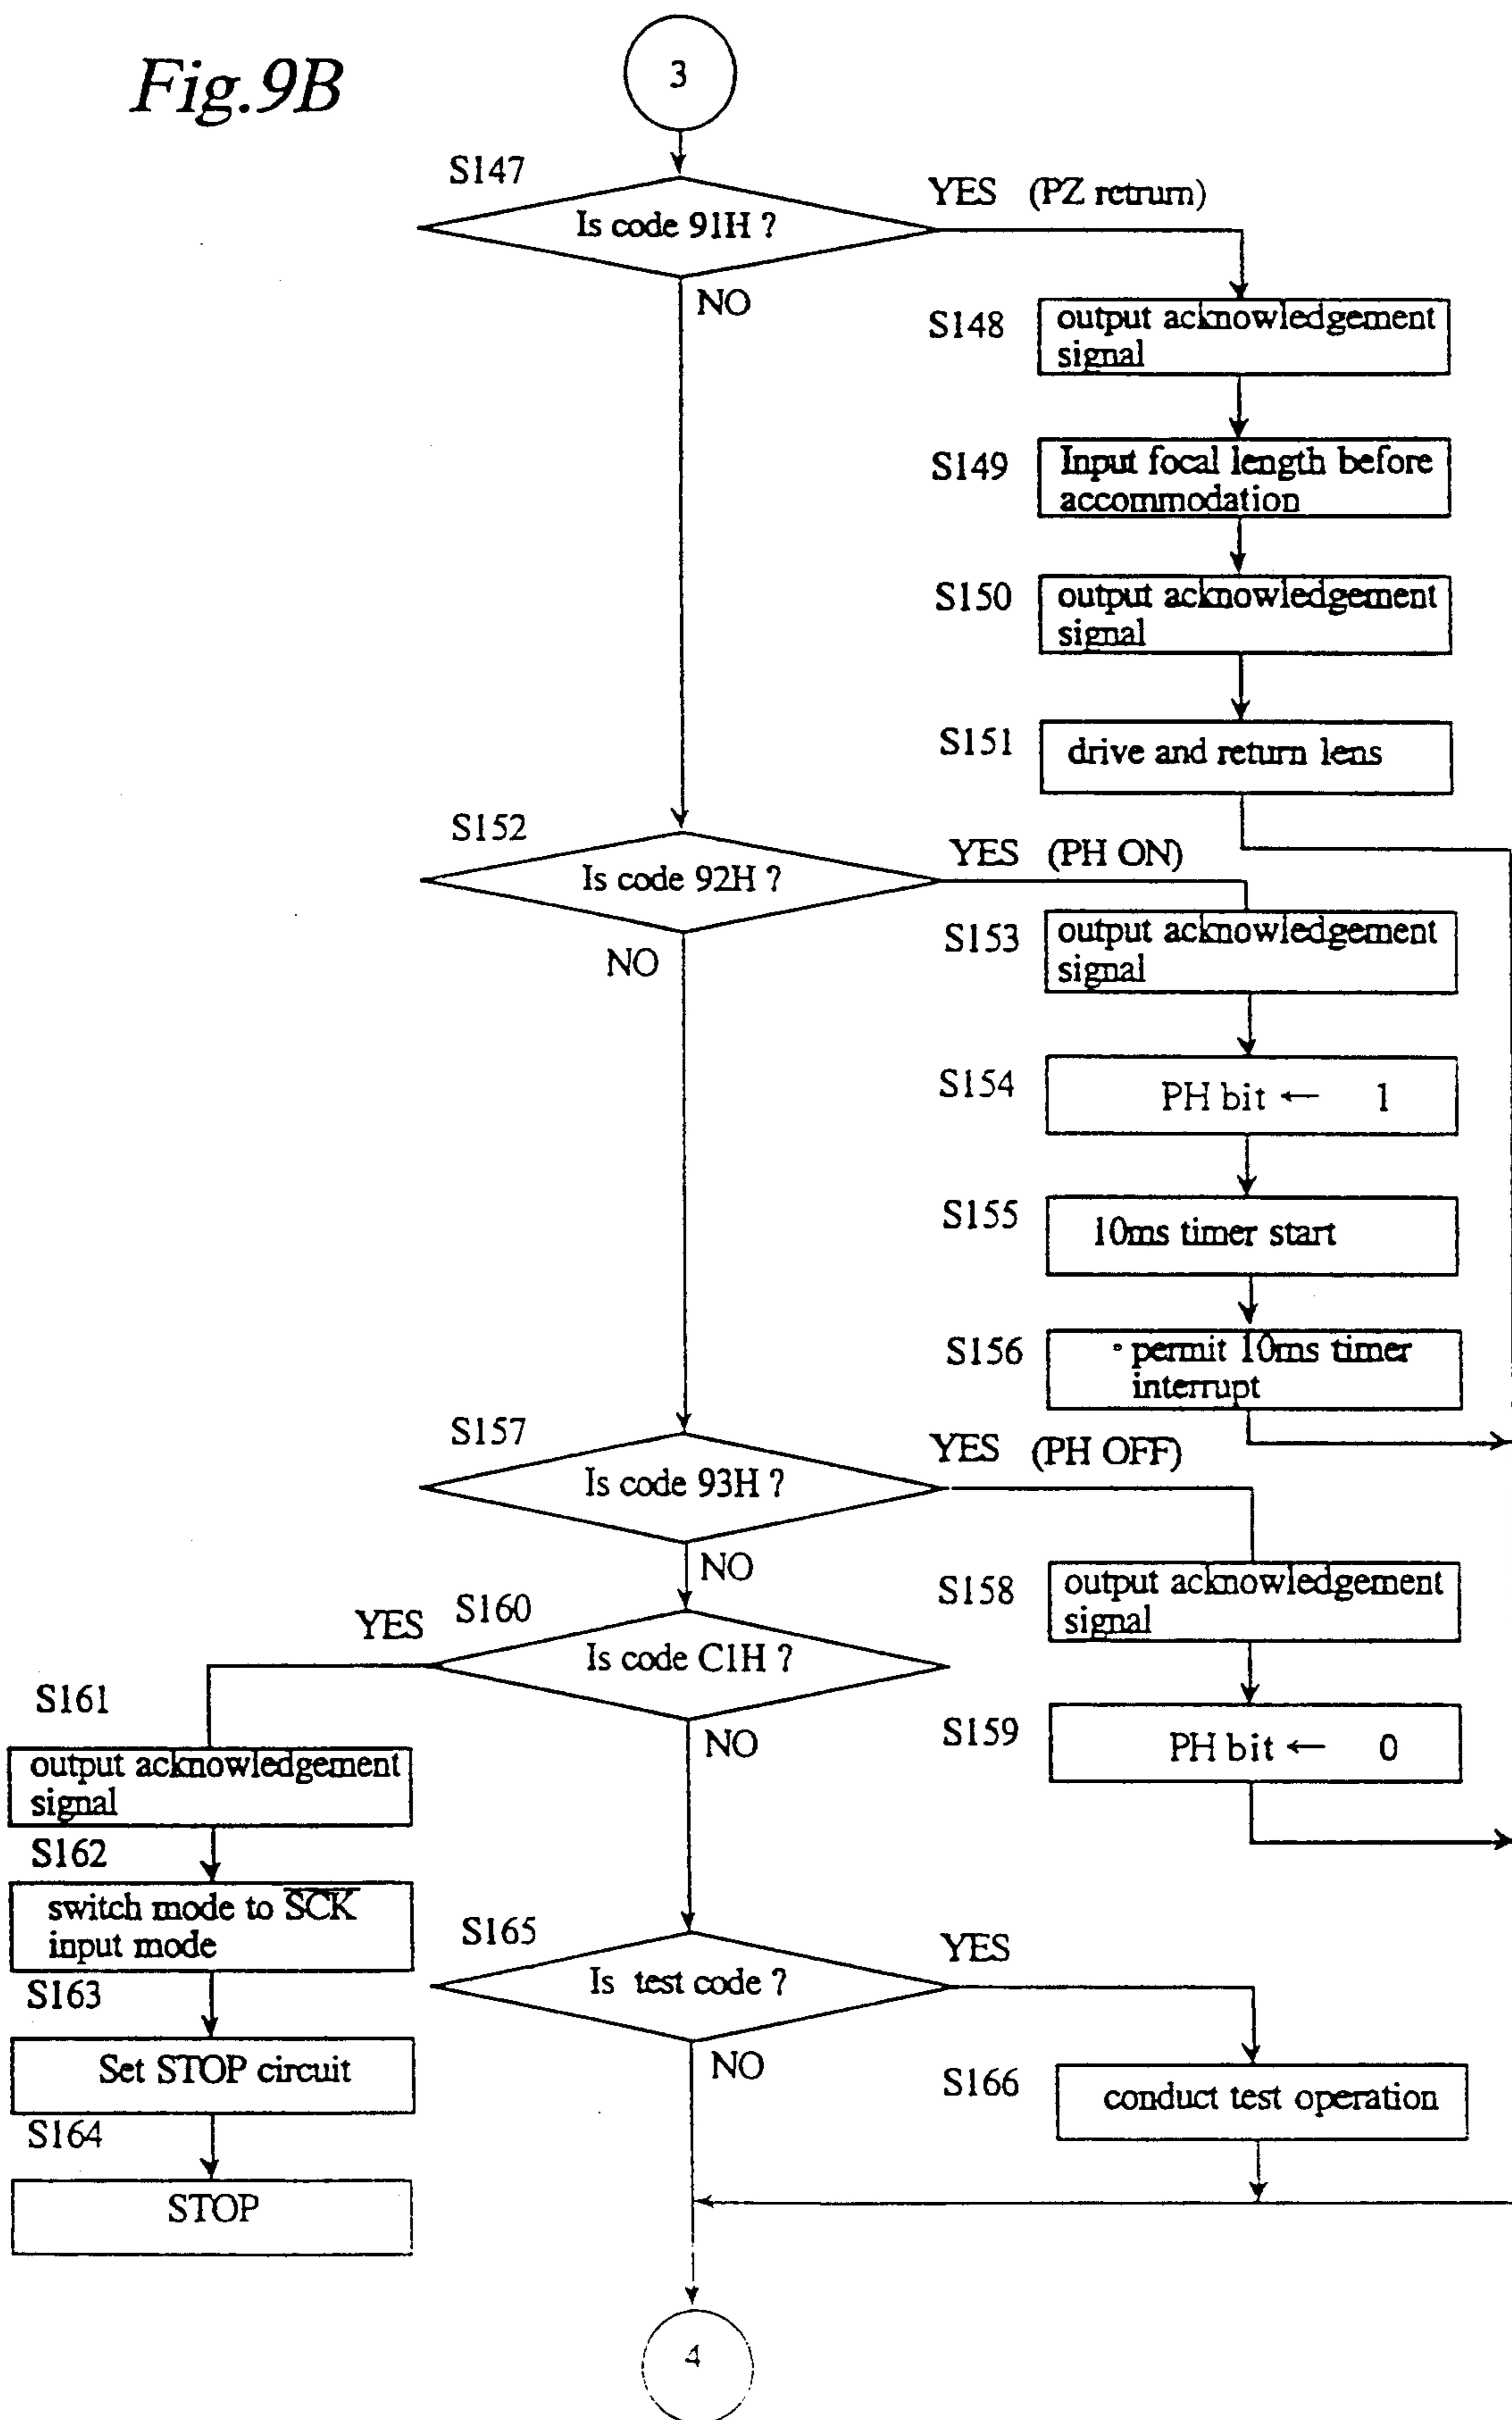 Fig.9B
3
S147
Is code 91H ?
YES (PZ retrum)
NO
S148
output acknowledgement
signal
S149
Input focal length before
accommodation
S150
output acknowledgement
signal
S151
drive and return lens
S152
Is code 92H ?
YES (PH ON)
NO
S153
output acknowledgement
signal
S154
PH bit ← 1
S155
10ms timer start
S156
permit 10ms timer
interrupt
S157
Is code 93H ?
YES (PH OFF)
NO
S158
output acknowledgement
signal
S159
PH bit ← 0
S160
Is code C1H ?
YES
NO
S161
output acknowledgement
signal
S162
switch mode to S̅C̅K̅
input mode
S163
Set STOP circuit
S164
STOP
S165
Is test code ?
YES
NO
S166
conduct test operation
4